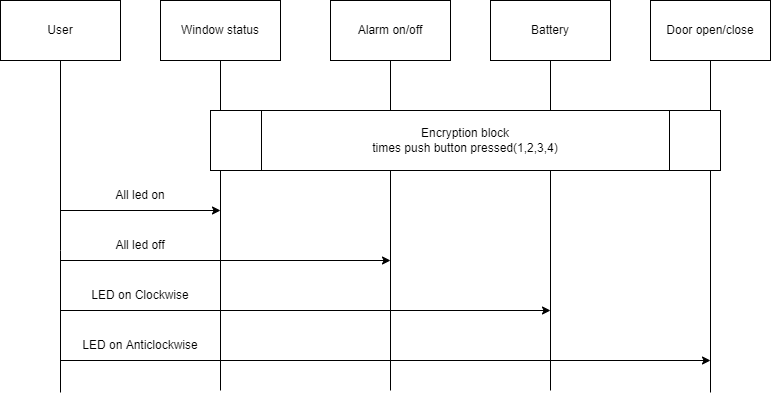 User
Window status
Alarm on/off
Battery
Door open/close
Encryption block
times push button pressed(1,2,3,4)
All led on
All led off
LED on Clockwise
LED on Anticlockwise